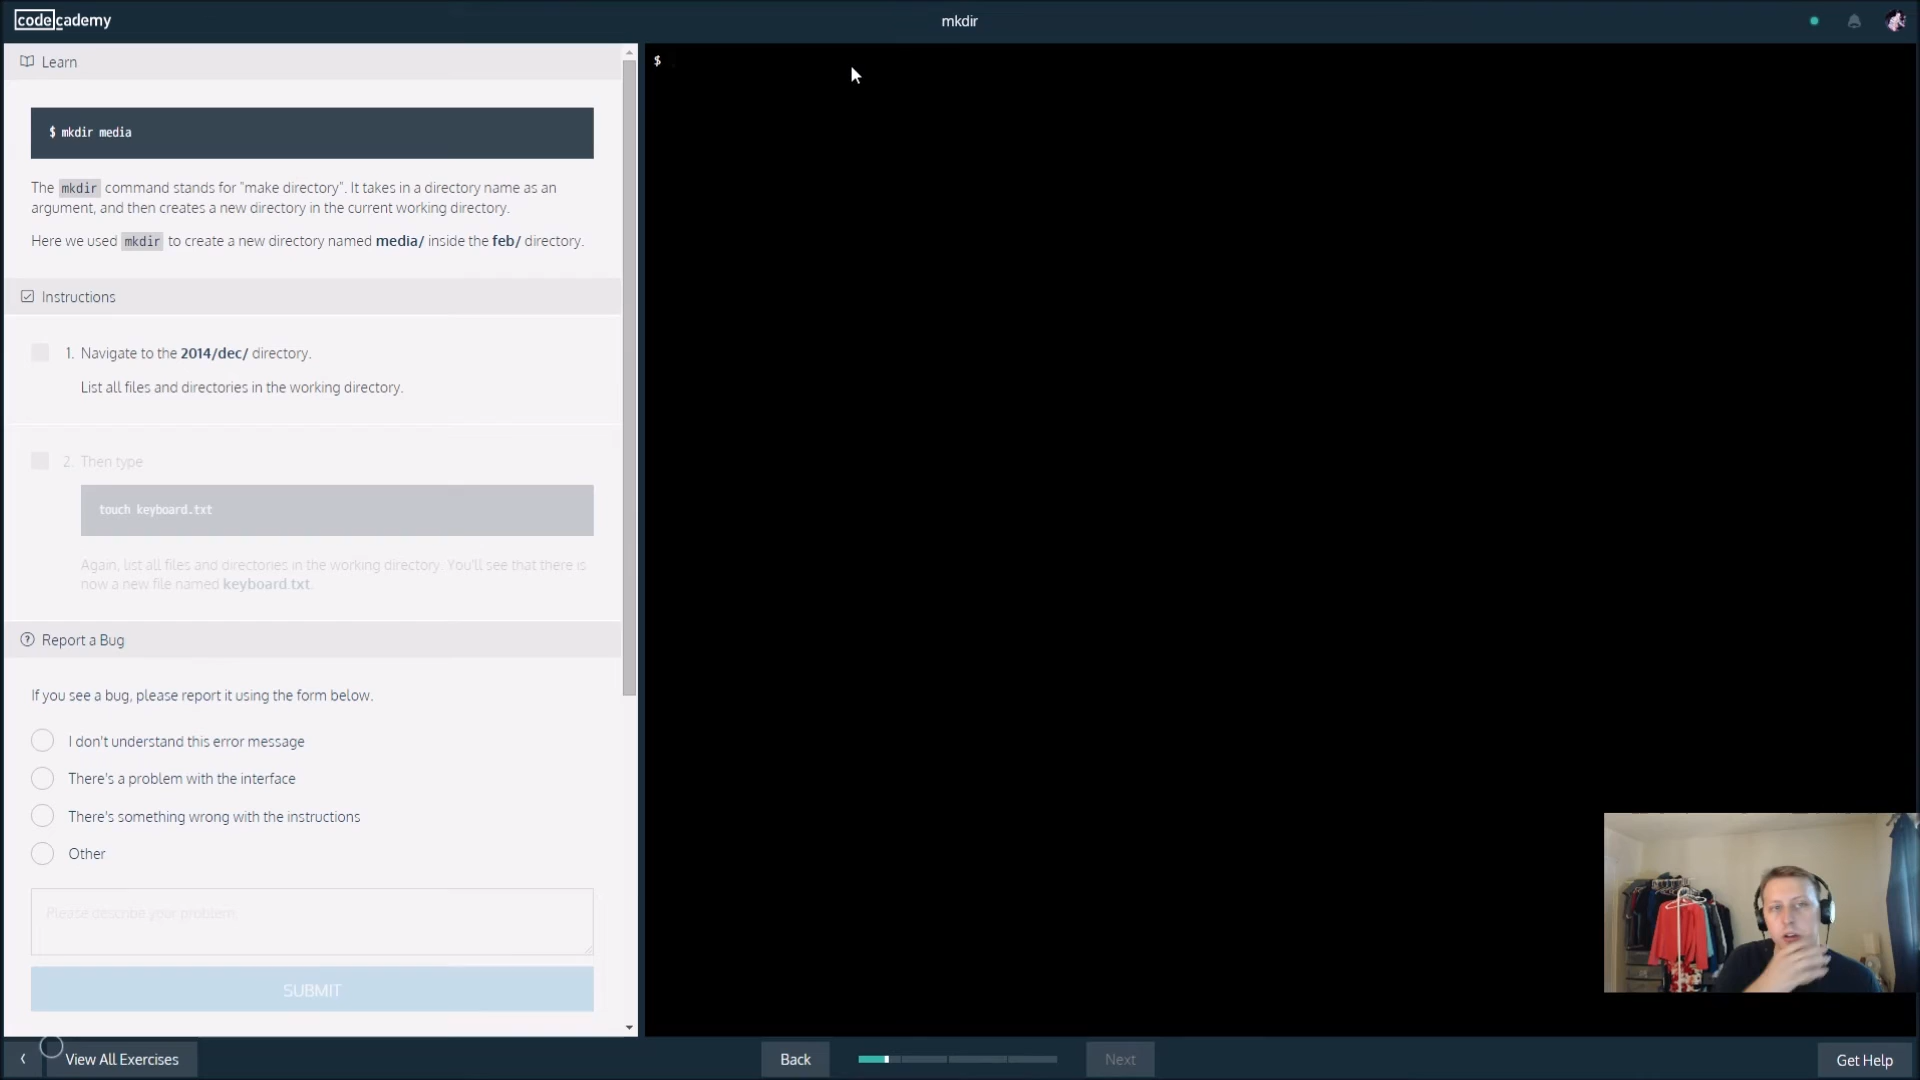 codecademy
mkdir
Learn
$
$ mkdir media
The mkdir command stands for "make directory". It takes in a directory name as an
argument, and then creates a new directory in the current working directory.
Here we used mkdir to create a new directory named media/ inside the feb/ directory.
Instructions
1. Navigate to the 2014/dec/ directory.
List all files and directories in the working directory.
2. Then type
touch keyboard.txt
Again, list all files and directories in the working directory. You'll see that there is
now a new file named keyboard.txt.
Report a Bug
If you see a bug, please report it using the form below.
I don't understand this error message
There's a problem with the interface
There's something wrong with the instructions
Other
Please describe your problem
SUBMIT
View All Exercises
Back
Next
Get Help